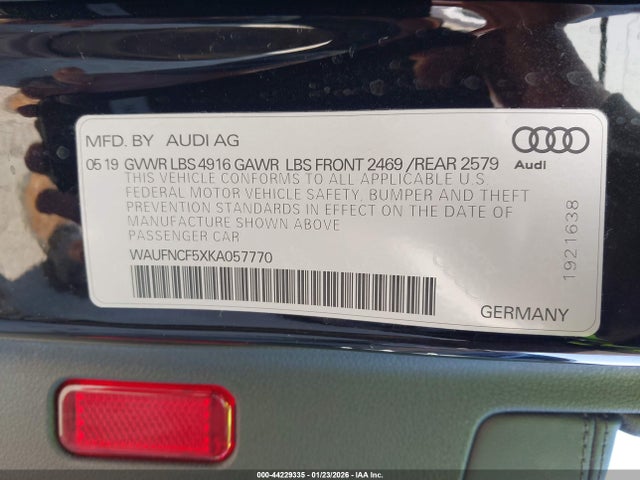 MFD. BY AUDI AG
05 19 GVWR LBS 4916 GAWR LBS FRONT 2469 /REAR 2579
THIS VEHICLE CONFORMS TO ALL APPLICABLE U.S
FEDERAL MOTOR VEHICLE SAFETY, BUMPER AND THEFT
PREVENTION STANDARDS IN EFFECT ON THE DATE OF
MANUFACTURE SHOWN ABOVE
PASSENGER CAR
WAUFNCF5XKA057770
GERMANY
Audi
1921638
000-44229335 - 01/23/2026 - IAA Inc.